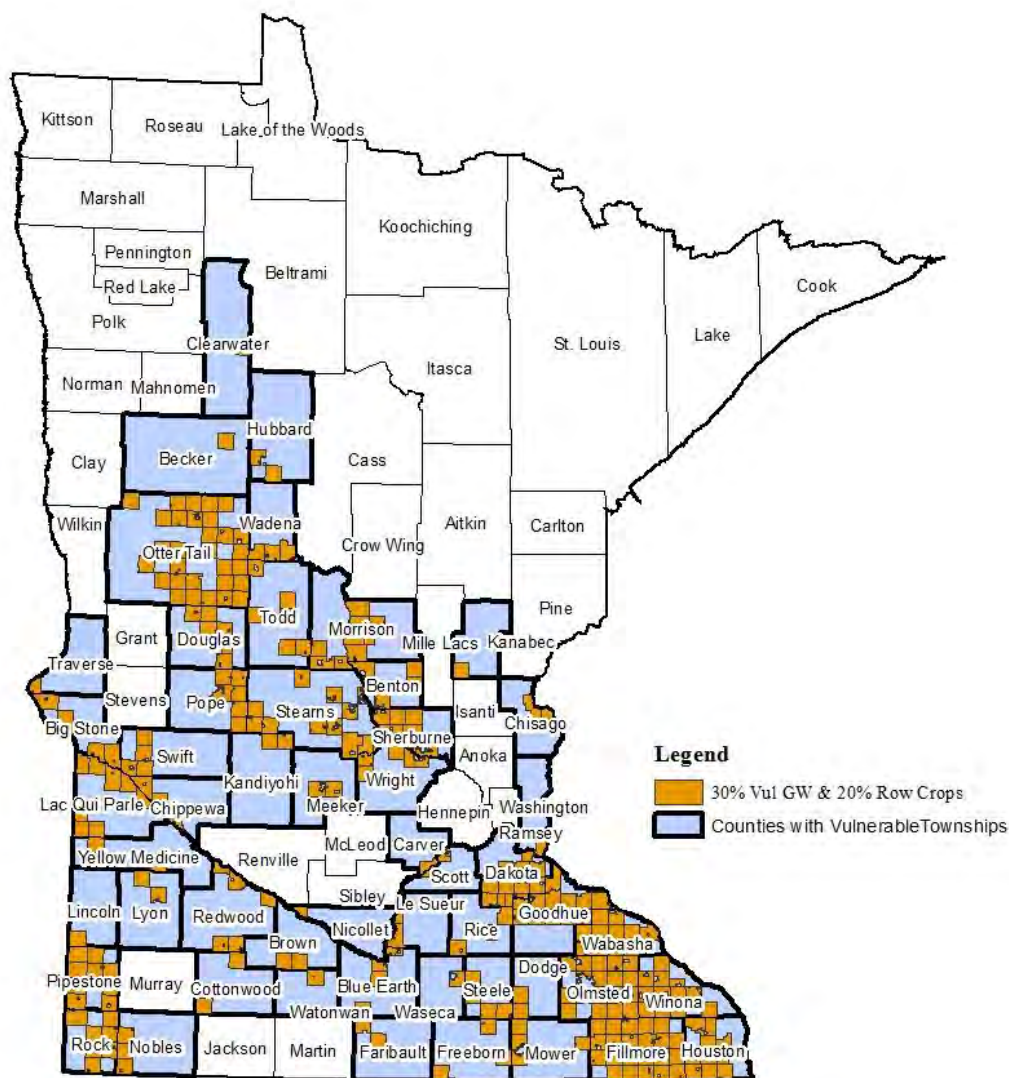 Kittson
Roseau
Lake of the Woods
Marshall
Koochiching
Pennington
Beltrami
Red Lake
Cook
Polk
Lake
St. Louis
Clearwater
Itasca
Norman
Mahnomen
Hubbard
Becker
Cass
Clay
Wadena
Aitkin
Wilkin
Carlton
Crow Wing
Otter Tail
Pine
Todd
Morrison
Grant
Douglas
Mille Lacs
Kanabec
Traverse
Benton
Stevens
Pope
Stearns
Isanti
Chisago
Big Stone
Sherburne
Swift
Anoka
Legend
Kandiyohi
Wright
30% Vul GW & 20% Row Crops
Lac Qui Parle
Chippewa
Meeker
Hennepin
Washington
Counties with VulnerableTownships
Ramsey
McLeod
Carver
Yellow Medicine
Renville
Scott
Dakota
Sibley
Le Sueur
Lincoln
Lyon
Redwood
Goodhue
Nicollet
Rice
Brown
Wabasha
Dodge
Pipestone
Murray
Cottonwood
Blue Earth
Steele
Olmsted
Winona
Watonwan
Waseca
Rock
Nobles
Jackson
Martin
Faribault
Freeborn
Mower
Fillmore
Houston